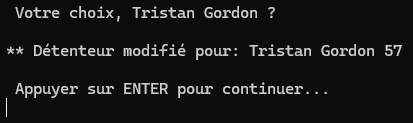 Votre choix, Tristan Gordon ?
** Détenteur modifié pour: Tristan Gordon 57
Appuyer sur ENTER pour continuer...